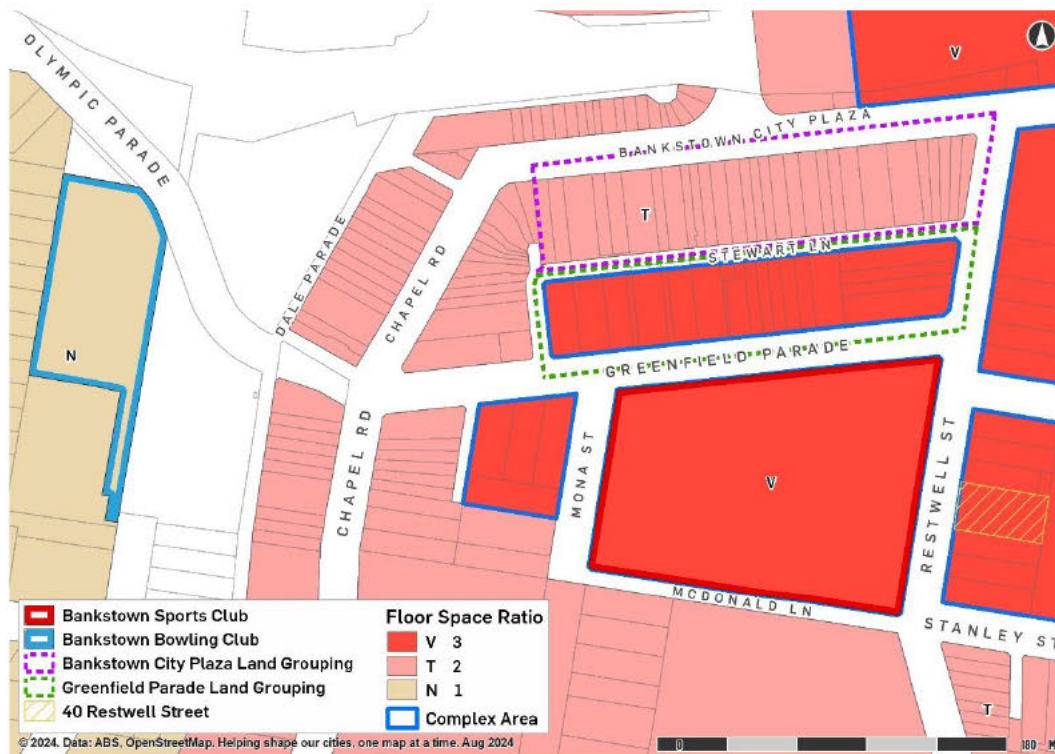 OLYMPIC PARADE
V
BANKSTOWN CITY PLAZA
T
DALE PARADE
CHAPEL RD
STEWART LN
N
GREENFIELD PARADE
CHAPEL RD
MONA ST
V
RESTWELL ST
MCDONALD LN
STANLEY ST
T
Bankstown Sports Club
Bankstown Bowling Club
Bankstown City Plaza Land Grouping
Greenfield Parade Land Grouping
40 Restwell Street
Floor Space Ratio
V 3
T 2
N 1
Complex Area
© 2024. Data: ABS, OpenStreetMap. Helping shape our cities, one map at a time. Aug 2024
0